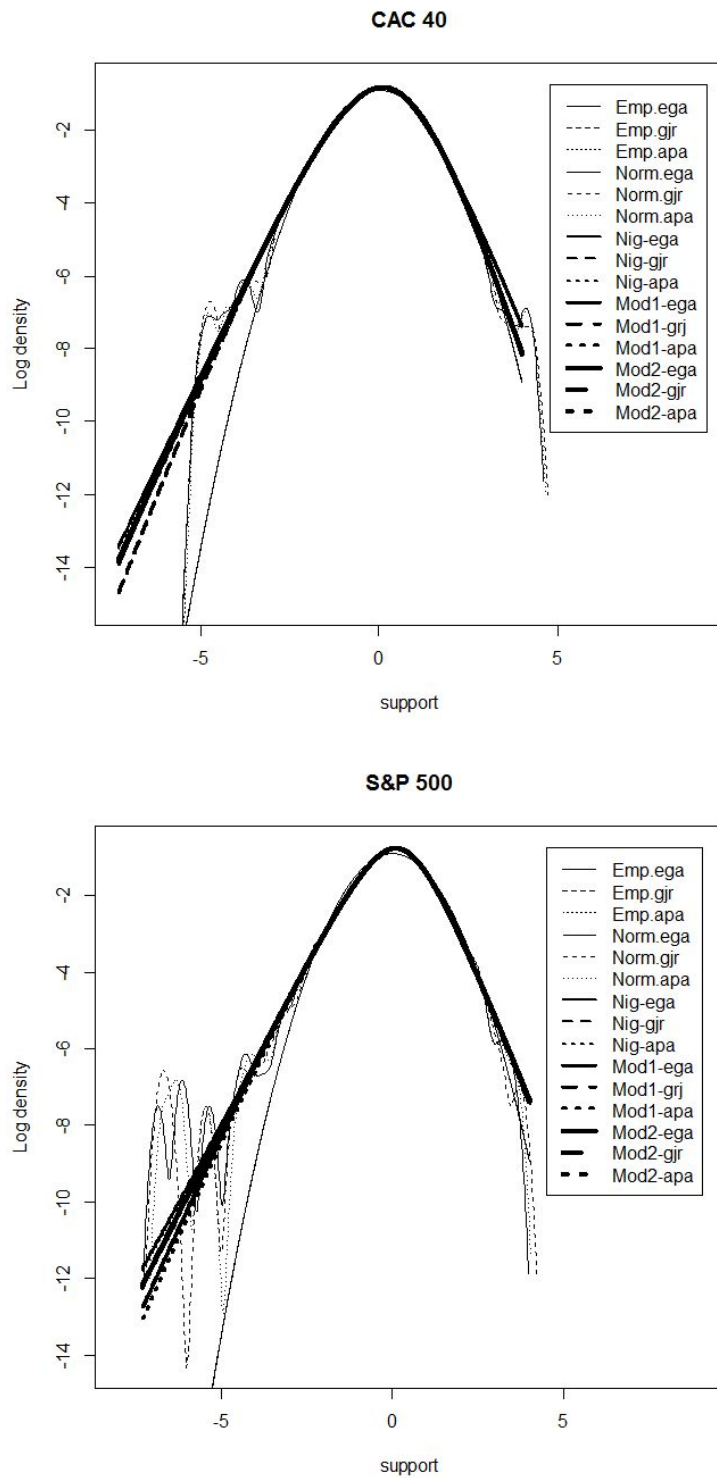 CAC 40
Log density
-2
-4
-6
-8
-10
-12
-14
Emp.ega
Emp.gjr
Emp.apa
Norm.ega
Norm.gjr
Norm.apa
Nig-ega
Nig-gjr
Nig-apa
Mod1-ega
Mod1-grj
Mod1-apa
Mod2-ega
Mod2-gjr
Mod2-apa
-5 0 5
support
S&P 500
Log density
-2
-4
-6
-8
-10
-12
-14
Emp.ega
Emp.gjr
Emp.apa
Norm.ega
Norm.gjr
Norm.apa
Nig-ega
Nig-gjr
Nig-apa
Mod1-ega
Mod1-grj
Mod1-apa
Mod2-ega
Mod2-gjr
Mod2-apa
-5 0 5
support